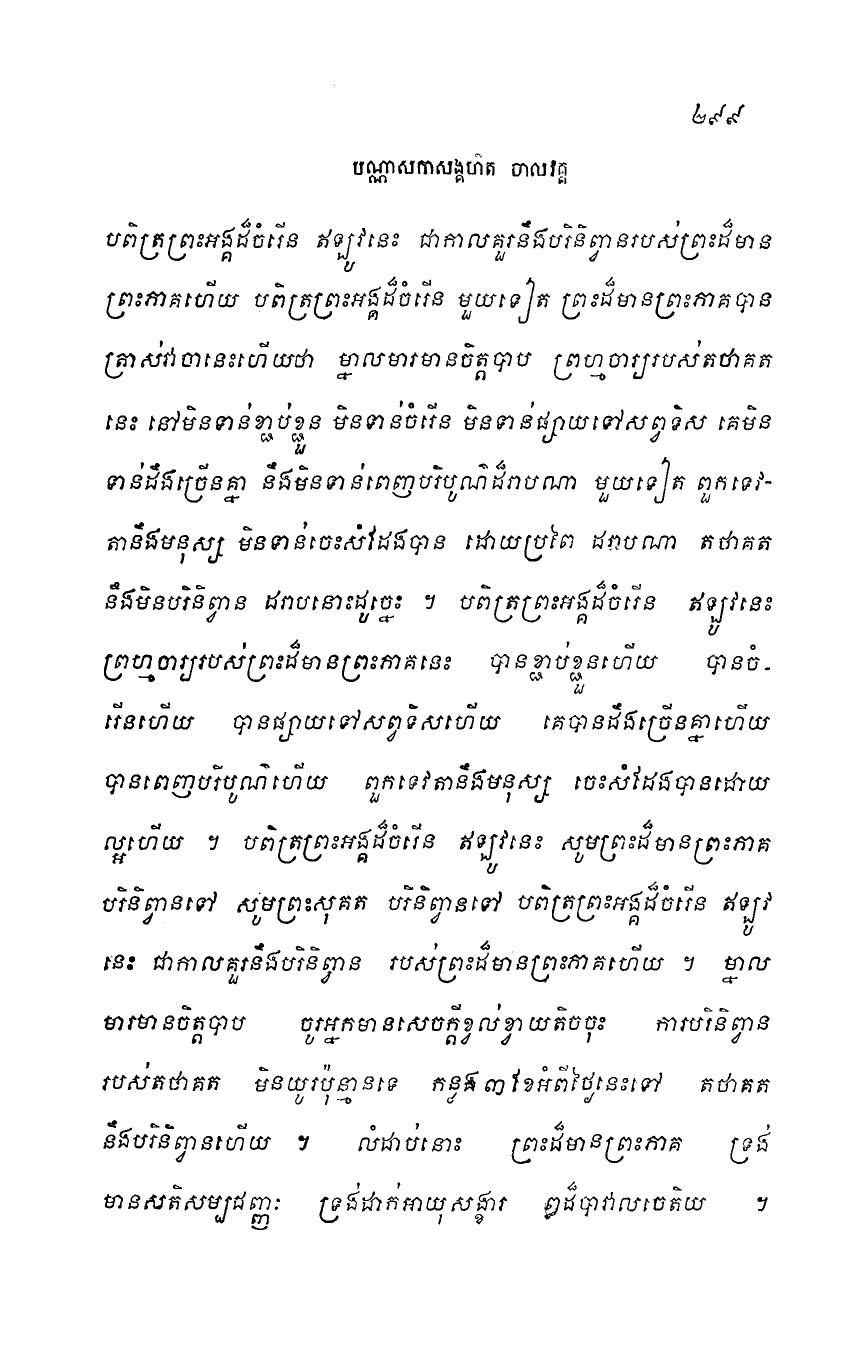 ២៩៩
បណ្ណាសកាសង្គហិត ចាលវគ្គ
បពិត្រព្រះអង្គដ៏ចំរើន ឥឡូវនេះ ជាកាលគួរនឹងបរិនិព្វានរបស់ព្រះដ៏មាន
ព្រះភាគហើយ បពិត្រព្រះអង្គដ៏ចំរើន មួយទៀត ព្រះដ៏មានព្រះភាគបាន
ត្រាស់វាចានេះហើយថា ម្នាលមារមានចិត្តបាប ព្រហ្មចារ្យរបស់តថាគត
នេះ នៅមិនទាន់ខ្ជាប់ខ្ជួន មិនទាន់ចំរើន មិនទាន់ផ្សាយទៅសព្វទិស គេមិន
ទាន់ដឹងច្រើនគ្នា នឹងមិនទាន់ពេញបរិបូណ៌ដ៏រាបណា មួយទៀត ពួកទេវ-
តានឹងមនុស្ស មិនទាន់ចេះសំដែងបាន ដោយប្រពៃ ដរាបណា តថាគត
នឹងមិនបរិនិព្វាន ដរាបនោះដូច្នេះ ។ បពិត្រព្រះអង្គដ៏ចំរើន ឥឡូវនេះ
ព្រហ្មចារ្យរបស់ព្រះដ៏មានព្រះភាគនេះ បានខ្ជាប់ខ្ជួនហើយ បានចំ-
រើនហើយ បានផ្សាយទៅសព្វទិសហើយ គេបានដឹងច្រើនគ្នាហើយ
បានពេញបរិបូណ៌ហើយ ពួកទេវតានឹងមនុស្ស ចេះសំដែងបានដោយ
ល្អហើយ ។ បពិត្រព្រះអង្គដ៏ចំរើន ឥឡូវនេះ សូមព្រះដ៏មានព្រះភាគ
បរិនិព្វានទៅ សូមព្រះសុគត បរិនិព្វានទៅ បពិត្រព្រះអង្គដ៏ចំរើន ឥឡូវ
នេះ ជាកាលគួរនឹងបរិនិព្វាន របស់ព្រះដ៏មានព្រះភាគហើយ ។ ម្នាល
មារមានចិត្តបាប ចូរអ្នកមានសេចក្តីខ្វល់ខ្វាយតិចចុះ ការបរិនិព្វាន
របស់តថាគត មិនយូរប៉ុន្មានទេ កន្លង ៣ ខែអំពីថ្ងៃនេះទៅ តថាគត
នឹងបរិនិព្វានហើយ ។ លំដាប់នោះ ព្រះដ៏មានព្រះភាគ ទ្រង់
មានសតិសម្បជញ្ញៈ ទ្រង់ដាក់អាយុសង្ខារ ឰដ៏បាវាលចេតិយ ។